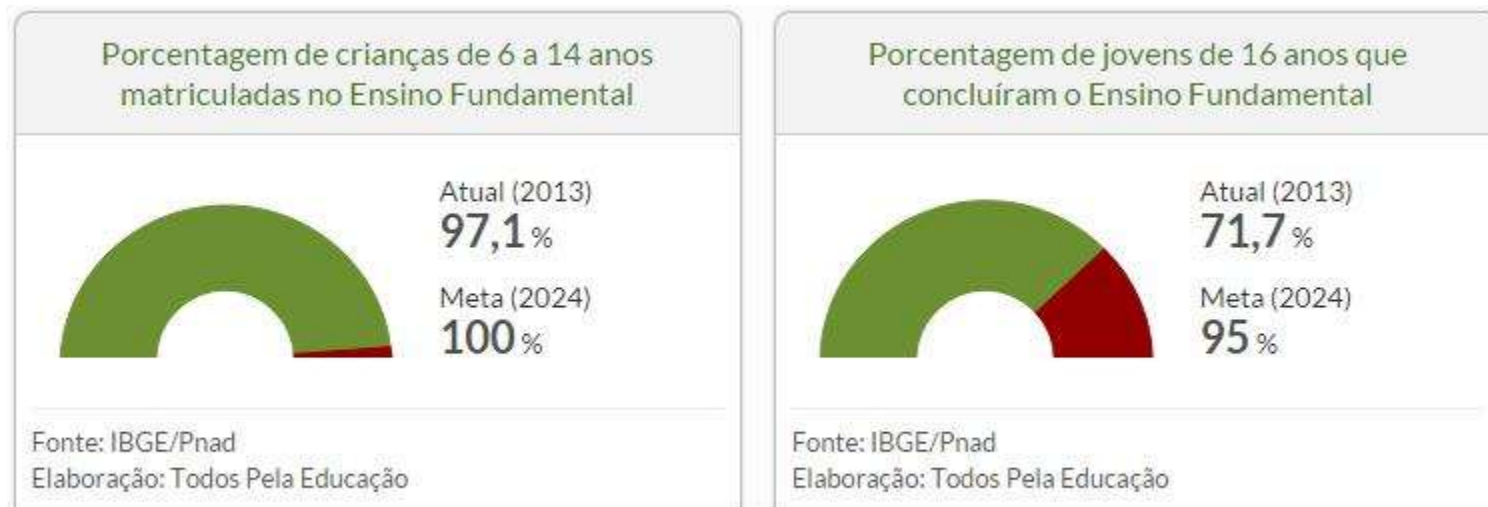 Porcentagem de crianças de 6 a 14 anos
matriculadas no Ensino Fundamental
Atual (2013)
97,1 %
Meta (2024)
100 %
Fonte: IBGE/Pnad
Elaboração: Todos Pela Educação
Porcentagem de jovens de 16 anos que
concluíram o Ensino Fundamental
Atual (2013)
71,7 %
Meta (2024)
95 %
Fonte: IBGE/Pnad
Elaboração: Todos Pela Educação